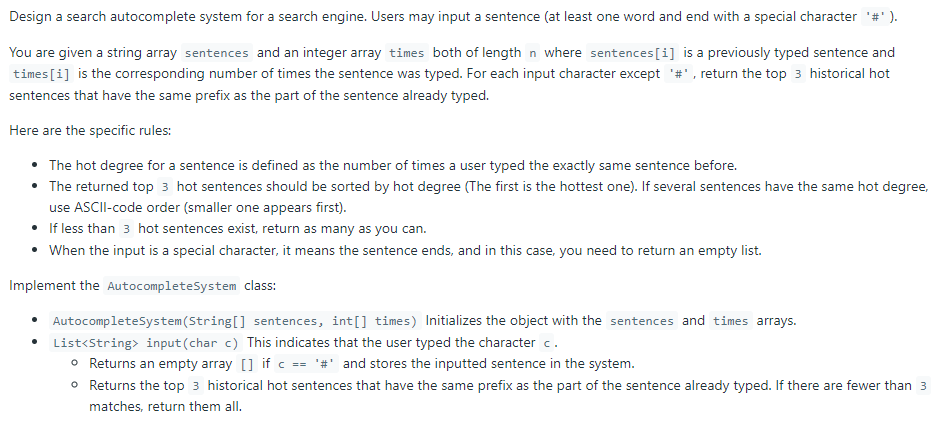 Design a search autocomplete system for a search engine. Users may input a sentence (at least one word and end with a special character '#' ).
You are given a string array sentences and an integer array times both of length n where sentences[i] is a previously typed sentence and
times[i] is the corresponding number of times the sentence was typed. For each input character except '#' , return the top 3 historical hot
sentences that have the same prefix as the part of the sentence already typed.
Here are the specific rules:
• The hot degree for a sentence is defined as the number of times a user typed the exactly same sentence before.
• The returned top 3 hot sentences should be sorted by hot degree (The first is the hottest one). If several sentences have the same hot degree,
use ASCII-code order (smaller one appears first).
• If less than 3 hot sentences exist, return as many as you can.
• When the input is a special character, it means the sentence ends, and in this case, you need to return an empty list.
Implement the AutocompleteSystem class:
• AutocompleteSystem(String[] sentences, int[] times) Initializes the object with the sentences and times arrays.
• List<String> input(char c) This indicates that the user typed the character c .
○ Returns an empty array [] if c == '#' and stores the inputted sentence in the system.
○ Returns the top 3 historical hot sentences that have the same prefix as the part of the sentence already typed. If there are fewer than 3
matches, return them all.